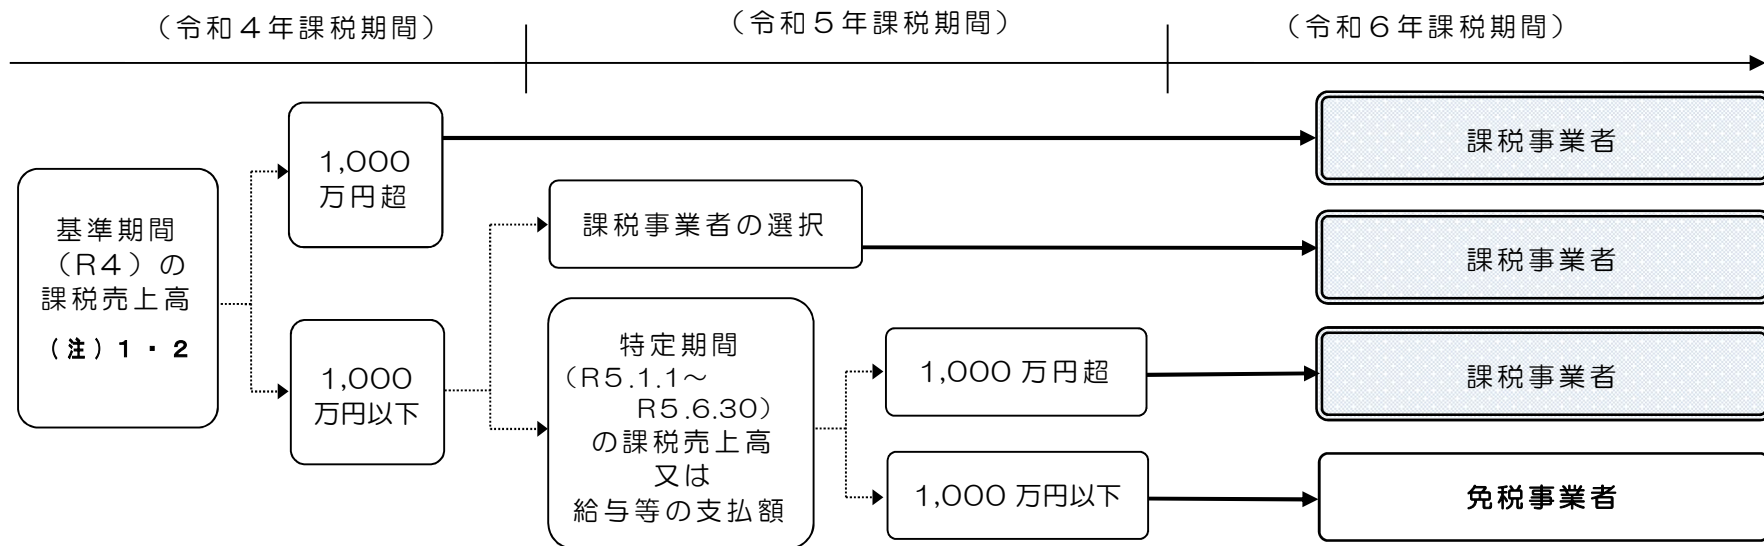 （令和４年課税期間）
（令和５年課税期間）
（令和６年課税期間）
基準期間
（R４）の
課税売上高
（注）１・２
1,000
万円超
1,000
万円以下
課税事業者の選択
特定期間
（R５.1.1～
R５.6.30）
の課税売上高
又は
給与等の支払額
1,000 万円超
1,000 万円以下
課税事業者
課税事業者
課税事業者
免税事業者